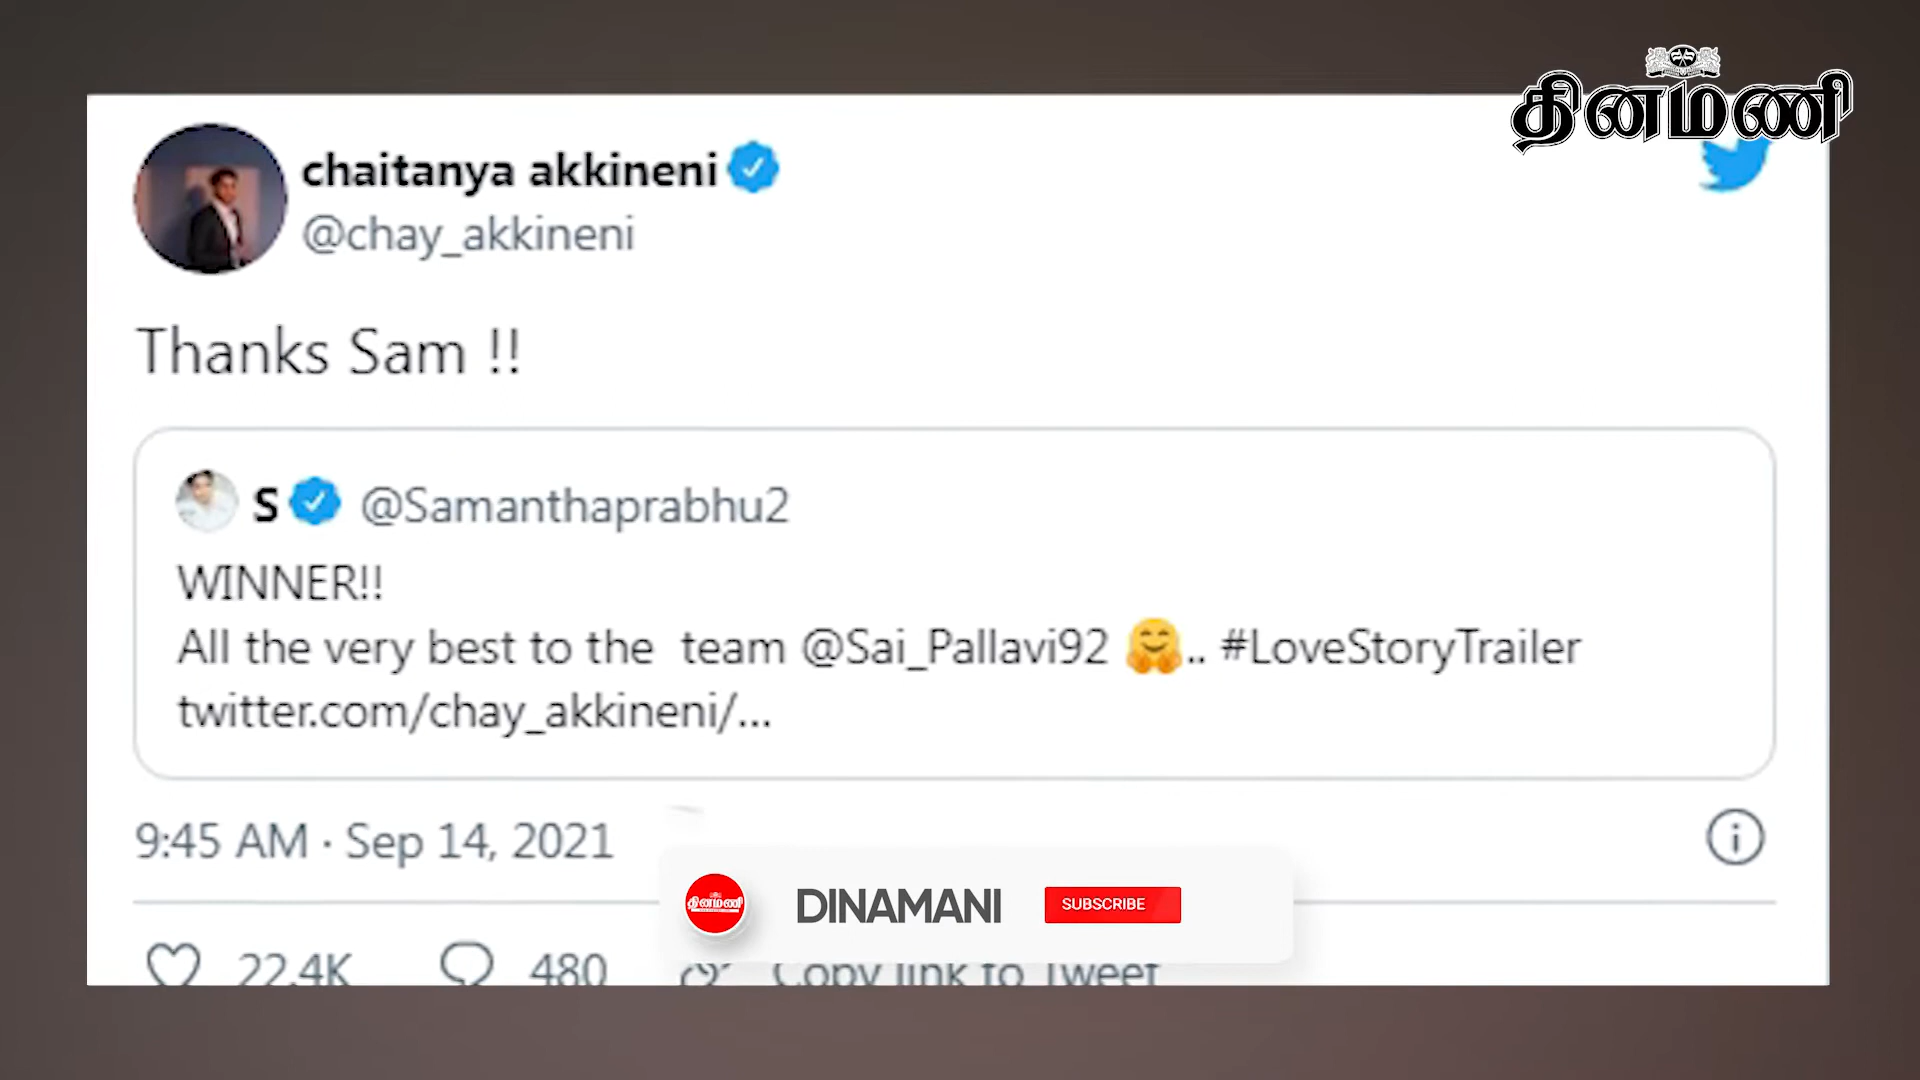 தினமணி
chaitanya akkineni
@chay_akkineni
Thanks Sam !!
S @Samanthaprabhu2
WINNER!!
All the very best to the team @Sai_Pallavi92 🤗.. #LoveStoryTrailer
twitter.com/chay_akkineni/...
9:45 AM · Sep 14, 2021
தினமணி DINAMANI SUBSCRIBE
22.4K 480 Copy link to Tweet